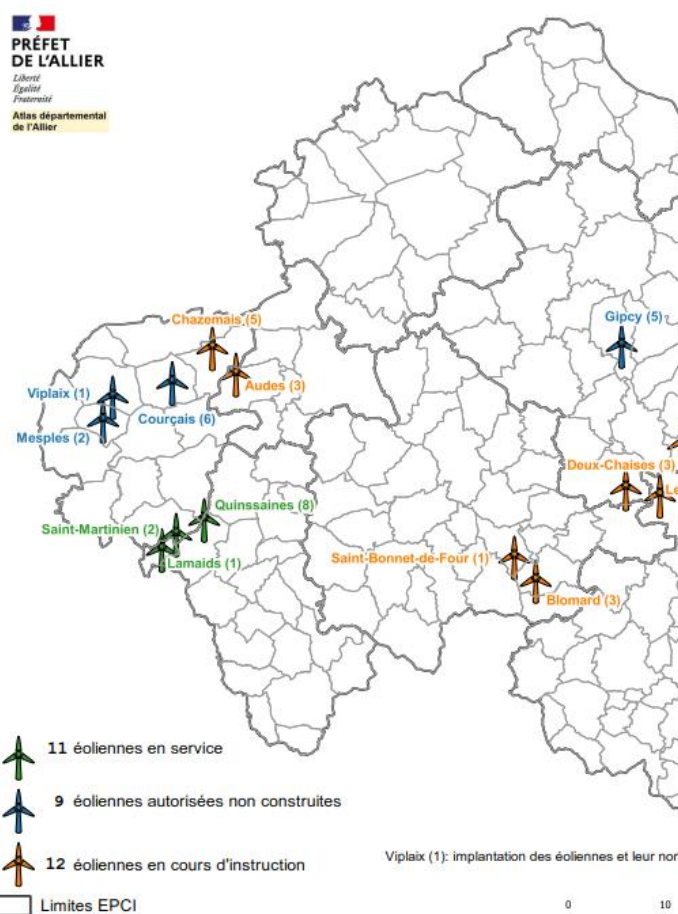 PRÉFET
DE L'ALLIER
Liberté
Égalité
Fraternité
Atlas départemental
de l'Allier
Chazemais (5)
Gipcy (5)
Audes (3)
Viplaix (1)
Courçais (6)
Mesples (2)
Deux-Chaises (3)
Le
Quinssaines (8)
Saint-Martinien (2)
Lamaids (1)
Saint-Bonnet-de-Four (1)
Blomard (3)
11 éoliennes en service
9 éoliennes autorisées non construites
12 éoliennes en cours d'instruction
Viplaix (1): implantation des éoliennes et leur nor
Limites EPCI
0 10